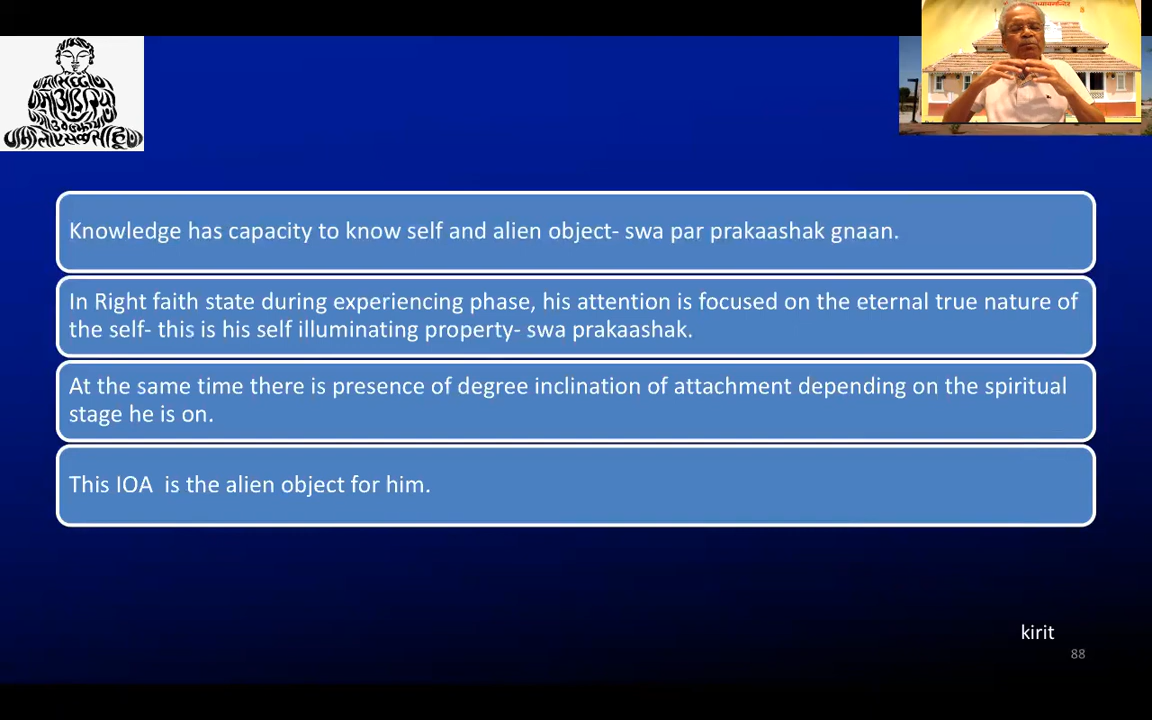 Knowledge has capacity to know self and alien object- swa par prakaashak gnaan.
In Right faith state during experiencing phase, his attention is focused on the eternal true nature of
the self- this is his self illuminating property- swa prakaashak.
At the same time there is presence of degree inclination of attachment depending on the spiritual
stage he is on.
This IOA  is the alien object for him.
kirit
88